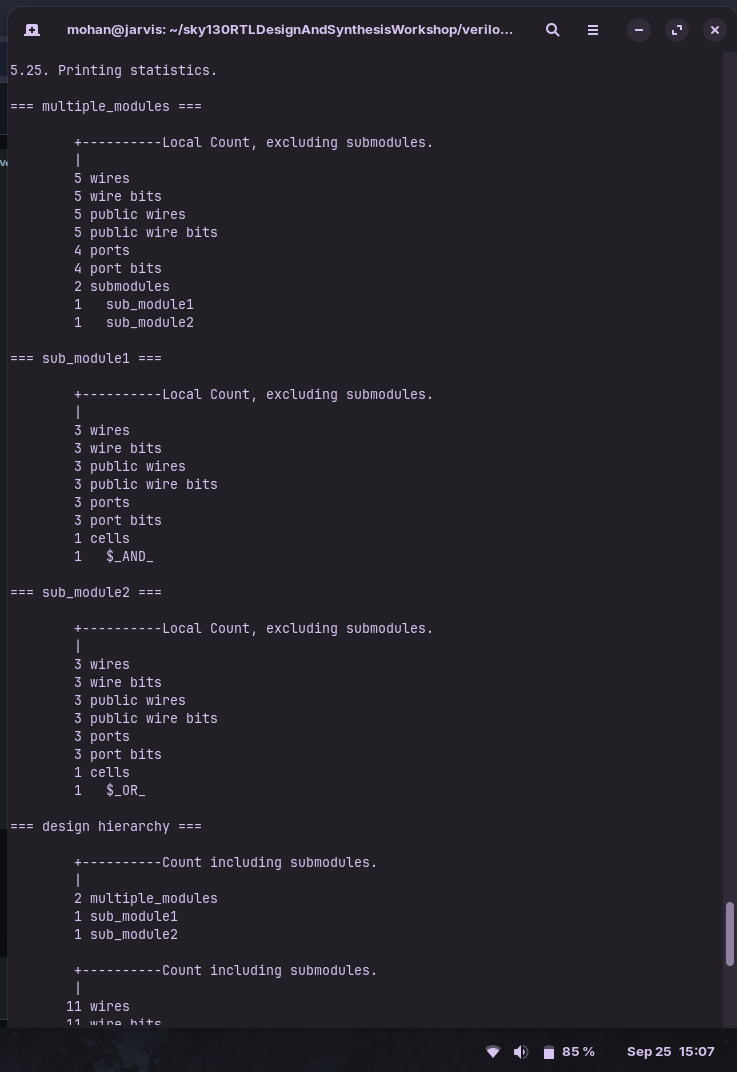 mohan@jarvis: ~/sky130RTLDesignAndSynthesisWorkshop/verilo...
5.25. Printing statistics.
=== multiple_modules ===
+----------Local Count, excluding submodules.
|
5 wires
5 wire bits
5 public wires
5 public wire bits
4 ports
4 port bits
2 submodules
1   sub_module1
1   sub_module2
=== sub_module1 ===
+----------Local Count, excluding submodules.
|
3 wires
3 wire bits
3 public wires
3 public wire bits
3 ports
3 port bits
1 cells
1   $_AND_
=== sub_module2 ===
+----------Local Count, excluding submodules.
|
3 wires
3 wire bits
3 public wires
3 public wire bits
3 ports
3 port bits
1 cells
1   $_OR_
=== design hierarchy ===
+----------Count including submodules.
|
2 multiple_modules
1 sub_module1
1 sub_module2
+----------Count including submodules.
|
11 wires
11 wire bits
85 %
Sep 25 15:07